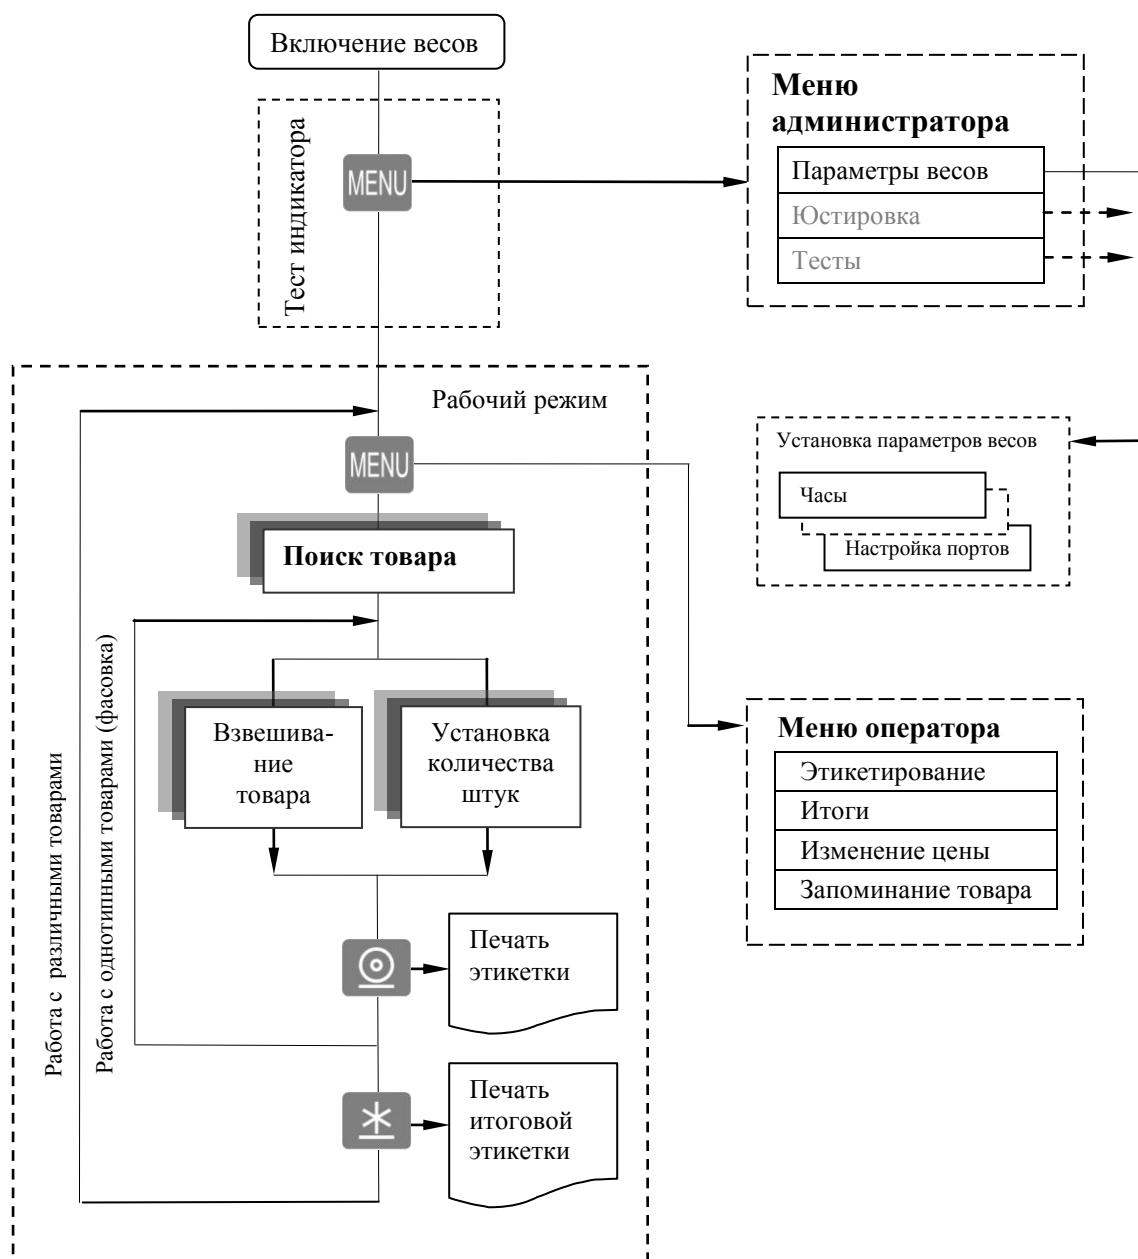 Включение весов
Тест индикатора
MENU
Меню
администратора
Параметры весов
Юстировка
Тесты
Рабочий режим
MENU
Поиск товара
Установка параметров весов
Часы
Настройка портов
Работа с различными товарами
Работа с однотипными товарами (фасовка)
Взвешива-
ние
товара
Установка
количества
штук
Меню оператора
Этикетирование
Итоги
Изменение цены
Запоминание товара
Печать
этикетки
Печать
итоговой
этикетки